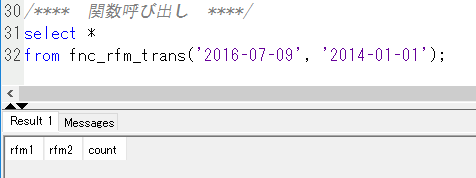 30 /****　関数呼び出し　****/
31 select *
32 from fnc_rfm_trans('2016-07-09', '2014-01-01');
Result 1 Messages
rfm1 rfm2 count